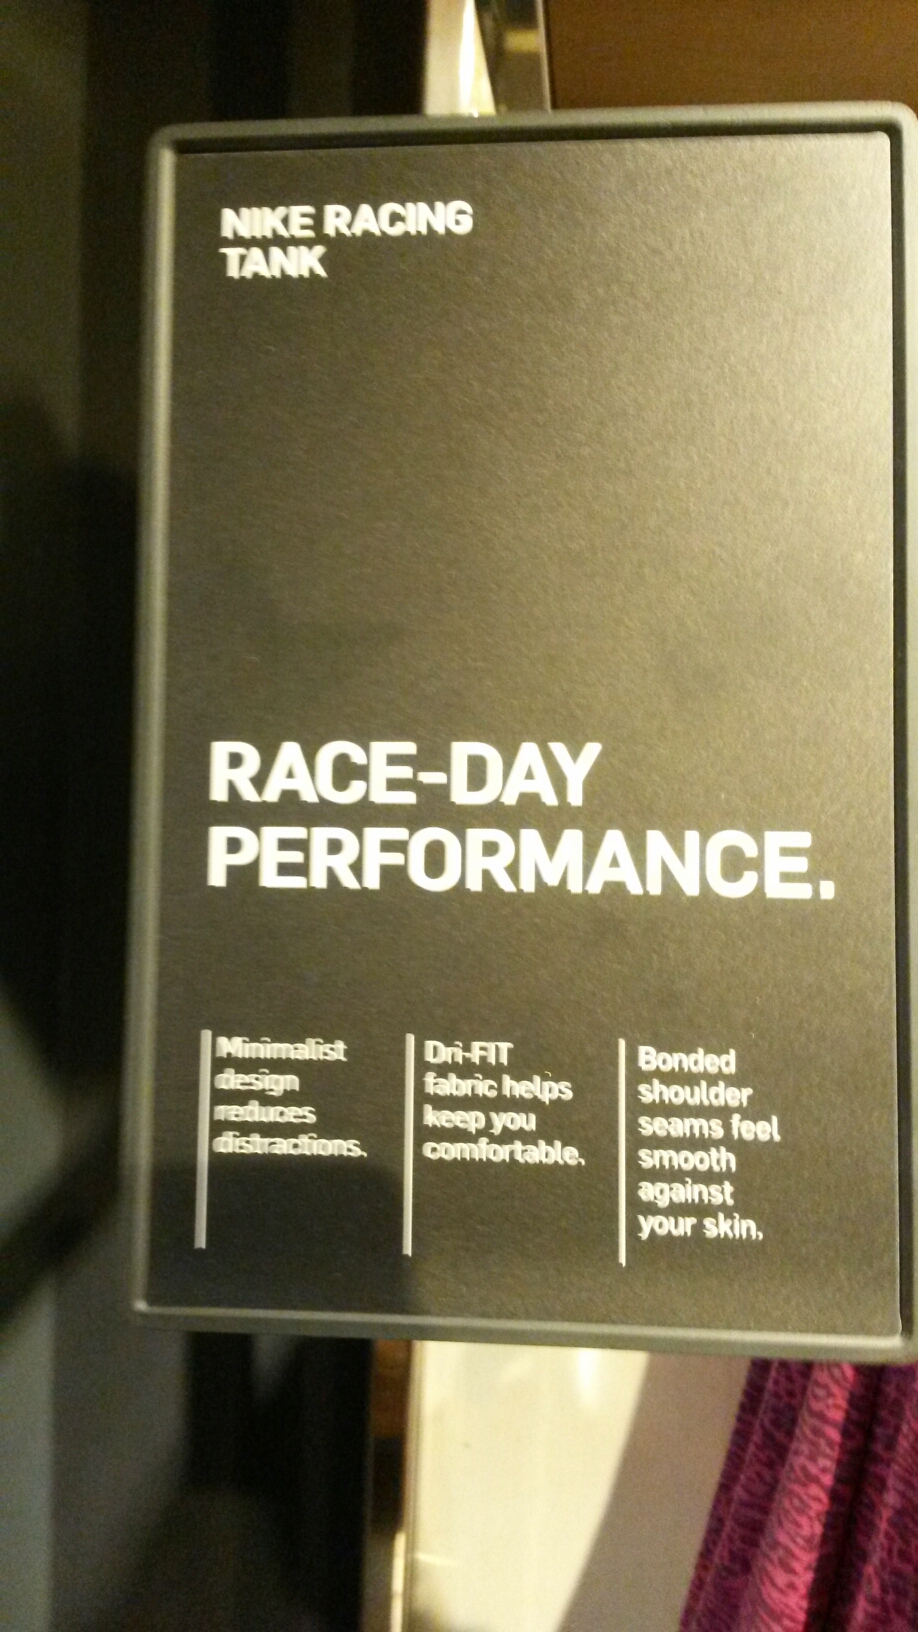 NIKE RACING
TANK
RACE-DAY
PERFORMANCE.
Minimalist
design
reduces
distractions.
Dri-FIT
fabric helps
keep you
comfortable.
Bonded
shoulder
seams feel
smooth
against
your skin.